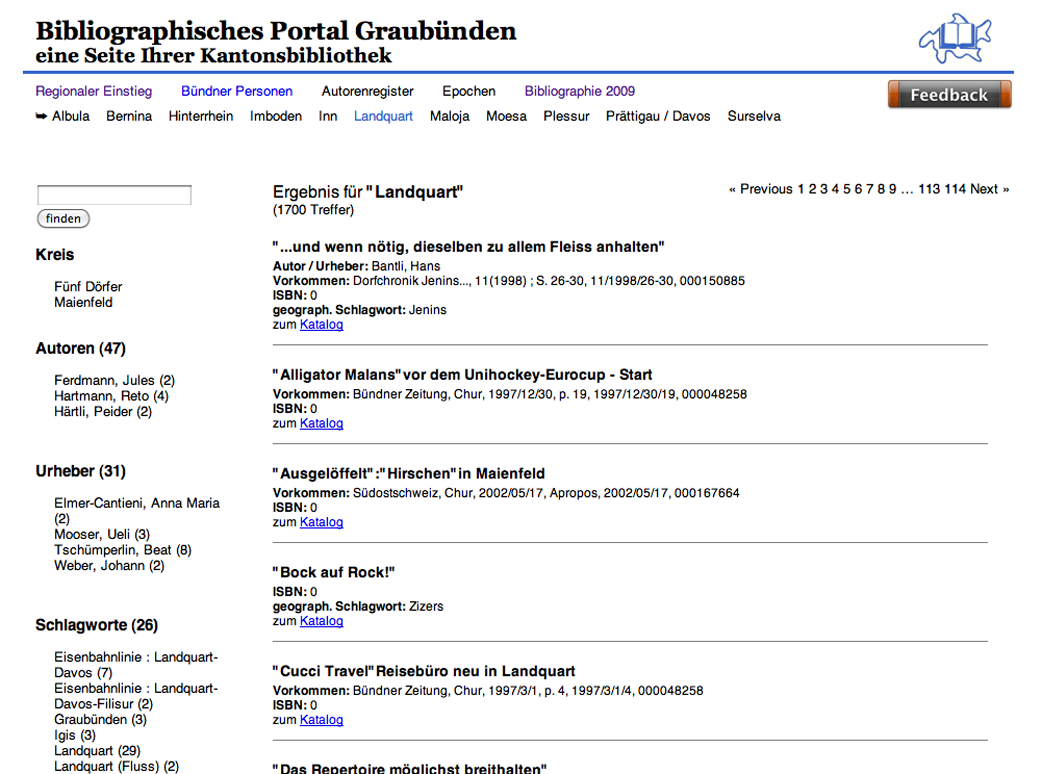 Bibliographisches Portal Graubünden
eine Seite Ihrer Kantonsbibliothek
Regionaler Einstieg Bündner Personen Autorenregister Epochen Bibliographie 2009
Feedback
➥ Albula Bernina Hinterrhein Imboden Inn Landquart Maloja Moesa Plessur Prättigau / Davos Surselva
finden
Kreis
Fünf Dörfer
Maienfeld
Autoren (47)
Ferdmann, Jules (2)
Hartmann, Reto (4)
Härtli, Peider (2)
Urheber (31)
Elmer-Cantieni, Anna Maria
(2)
Mooser, Ueli (3)
Tschümperlin, Beat (8)
Weber, Johann (2)
Schlagworte (26)
Eisenbahnlinie : Landquart-
Davos (7)
Eisenbahnlinie : Landquart-
Davos-Filisur (2)
Graubünden (3)
Igis (3)
Landquart (29)
Landquart (Fluss) (2)
Ergebnis für "Landquart"
(1700 Treffer)
« Previous 1 2 3 4 5 6 7 8 9 … 113 114 Next »
"...und wenn nötig, dieselben zu allem Fleiss anhalten"
Autor / Urheber: Bantli, Hans
Vorkommen: Dorfchronik Jenins..., 11(1998) ; S. 26-30, 11/1998/26-30, 000150885
ISBN: 0
geograph. Schlagwort: Jenins
zum Katalog
"Alligator Malans" vor dem Unihockey-Eurocup - Start
Vorkommen: Bündner Zeitung, Chur, 1997/12/30, p. 19, 1997/12/30/19, 000048258
ISBN: 0
zum Katalog
"Ausgelöffelt" : "Hirschen" in Maienfeld
Vorkommen: Südostschweiz, Chur, 2002/05/17, Apropos, 2002/05/17, 000167664
ISBN: 0
zum Katalog
"Bock auf Rock!"
ISBN: 0
geograph. Schlagwort: Zizers
zum Katalog
"Cucci Travel" Reisebüro neu in Landquart
Vorkommen: Bündner Zeitung, Chur, 1997/3/1, p. 4, 1997/3/1/4, 000048258
ISBN: 0
zum Katalog
"Das Repertoire möglichst breithalten"